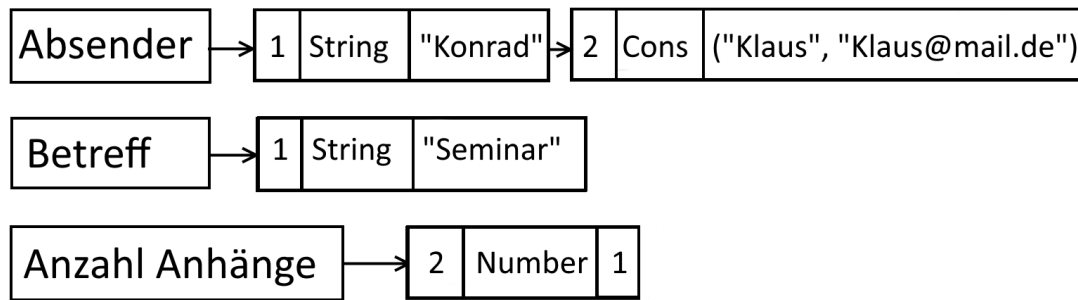 Absender 1 String "Konrad" 2 Cons ("Klaus", "Klaus@mail.de")
Betreff 1 String "Seminar"
Anzahl Anhänge 2 Number 1